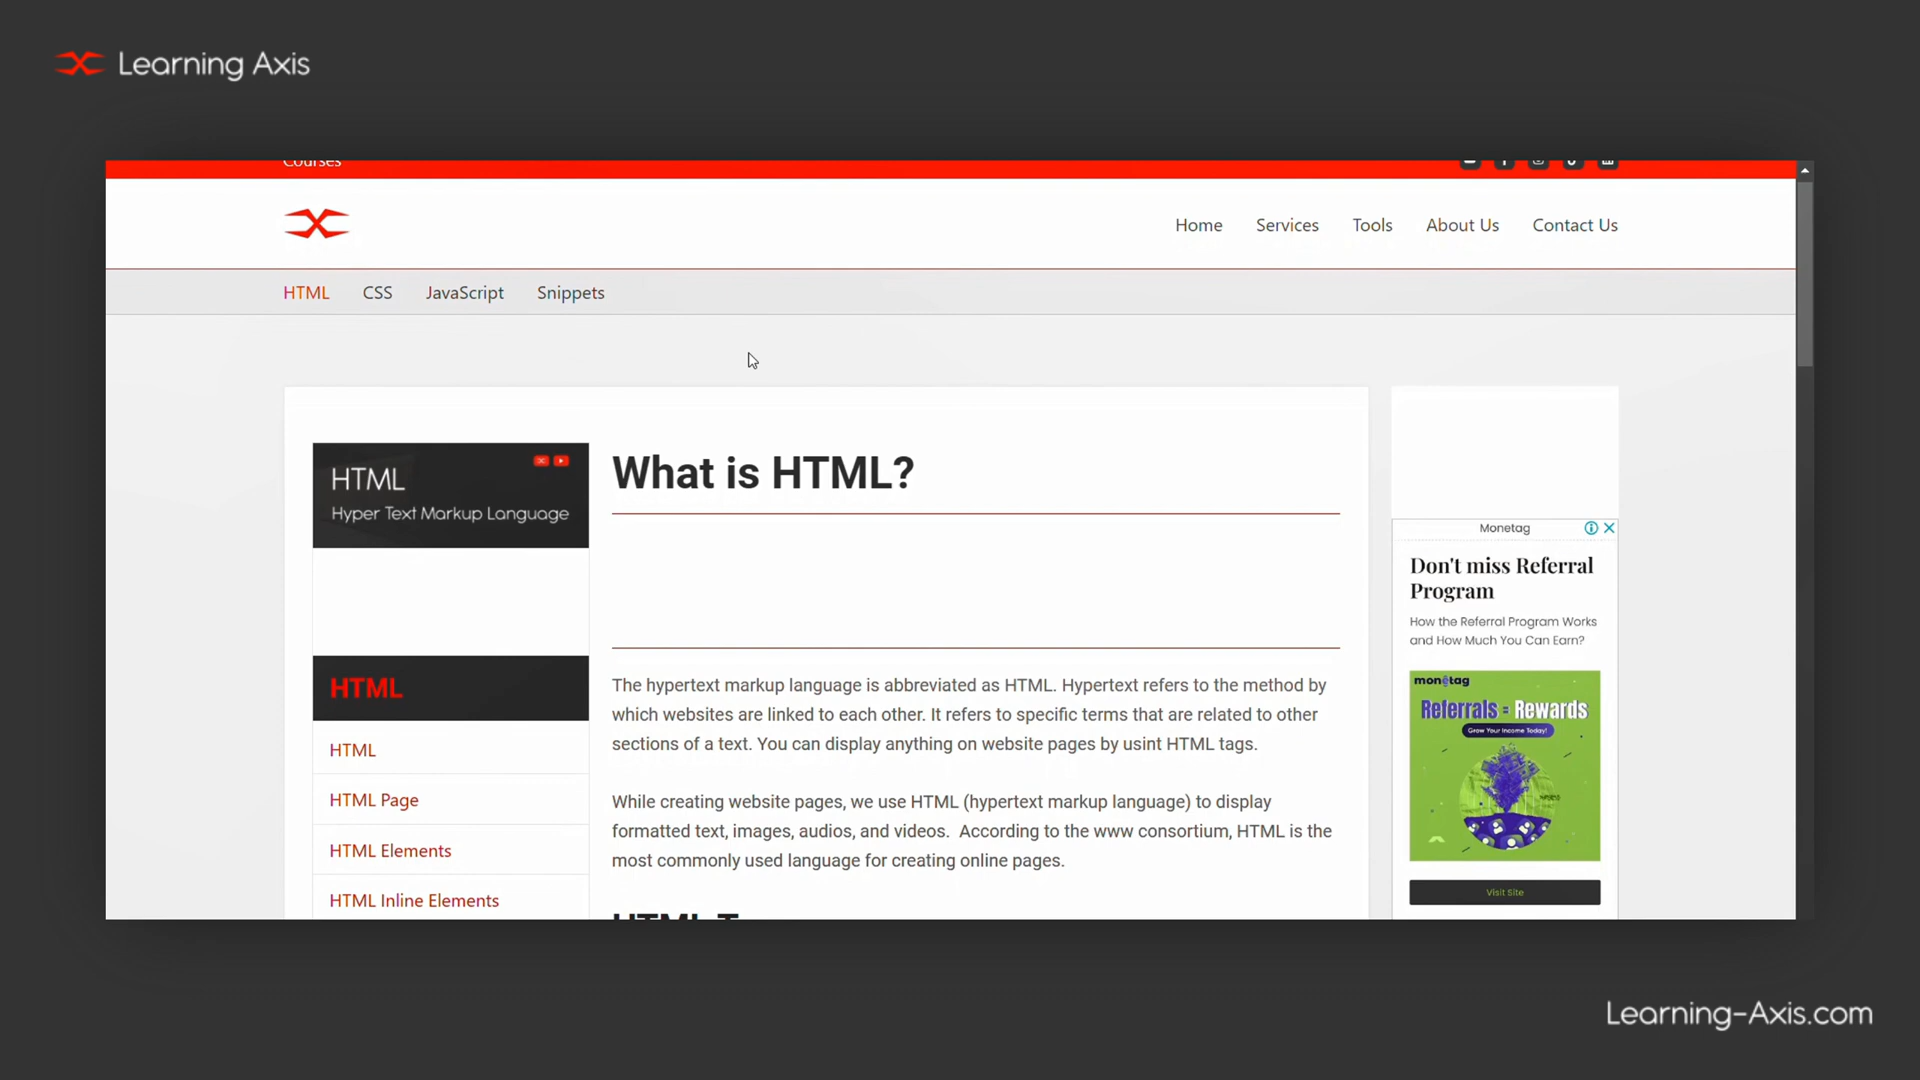 Learning Axis
Courses
Home Services Tools About Us Contact Us
HTML CSS JavaScript Snippets
HTML
Hyper Text Markup Language
HTML
HTML
HTML Page
HTML Elements
HTML Inline Elements
What is HTML?
The hypertext markup language is abbreviated as HTML. Hypertext refers to the method by
which websites are linked to each other. It refers to specific terms that are related to other
sections of a text. You can display anything on website pages by usint HTML tags.
While creating website pages, we use HTML (hypertext markup language) to display
formatted text, images, audios, and videos.  According to the www consortium, HTML is the
most commonly used language for creating online pages.
HTML
Monetag
Don't miss Referral
Program
How the Referral Program Works
and How Much You Can Earn?
monetag
Referrals = Rewards
Grow Your Income Today!
Visit Site
Learning-Axis.com